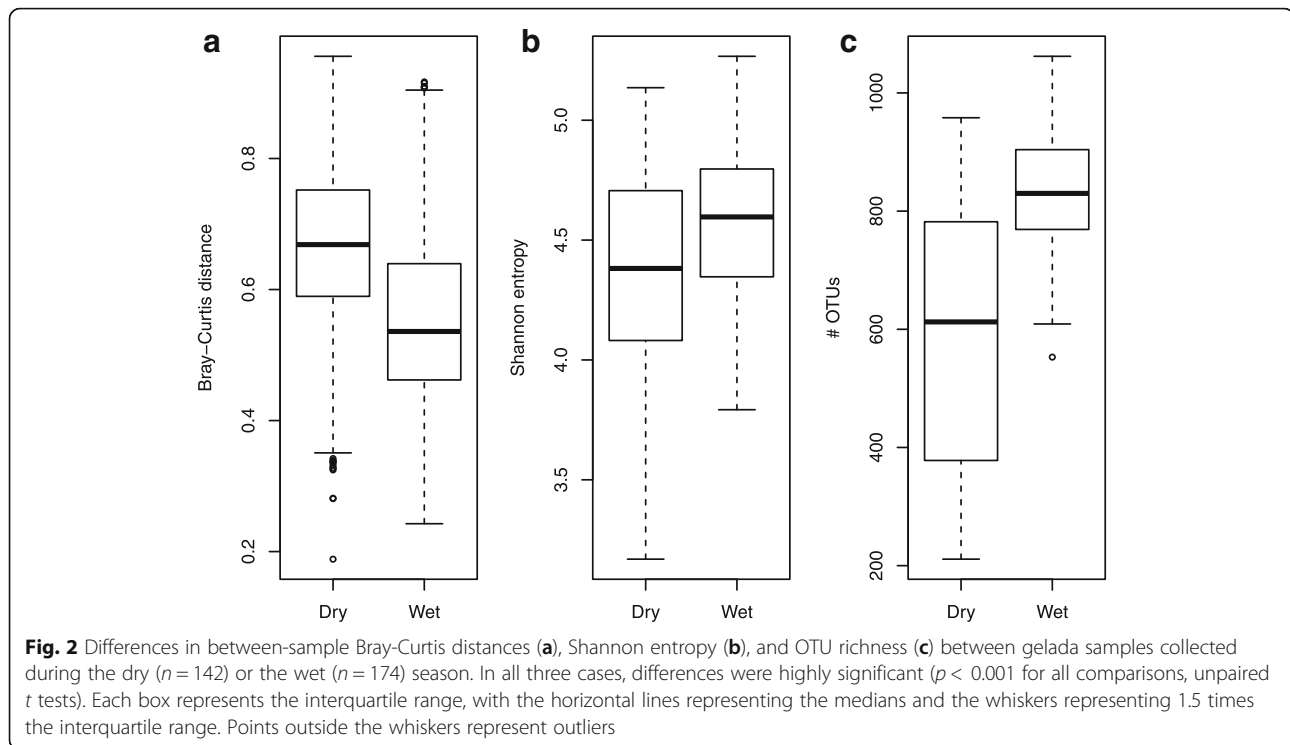 a
b
c
Bray−Curtis distance
0.2
0.4
0.6
0.8
Dry
Wet
Shannon entropy
3.5
4.0
4.5
5.0
Dry
Wet
# OTUs
200
400
600
800
1000
Dry
Wet
Fig. 2 Differences in between-sample Bray-Curtis distances (a), Shannon entropy (b), and OTU richness (c) between gelada samples collected
during the dry (n = 142) or the wet (n = 174) season. In all three cases, differences were highly significant (p < 0.001 for all comparisons, unpaired
t tests). Each box represents the interquartile range, with the horizontal lines representing the medians and the whiskers representing 1.5 times
the interquartile range. Points outside the whiskers represent outliers